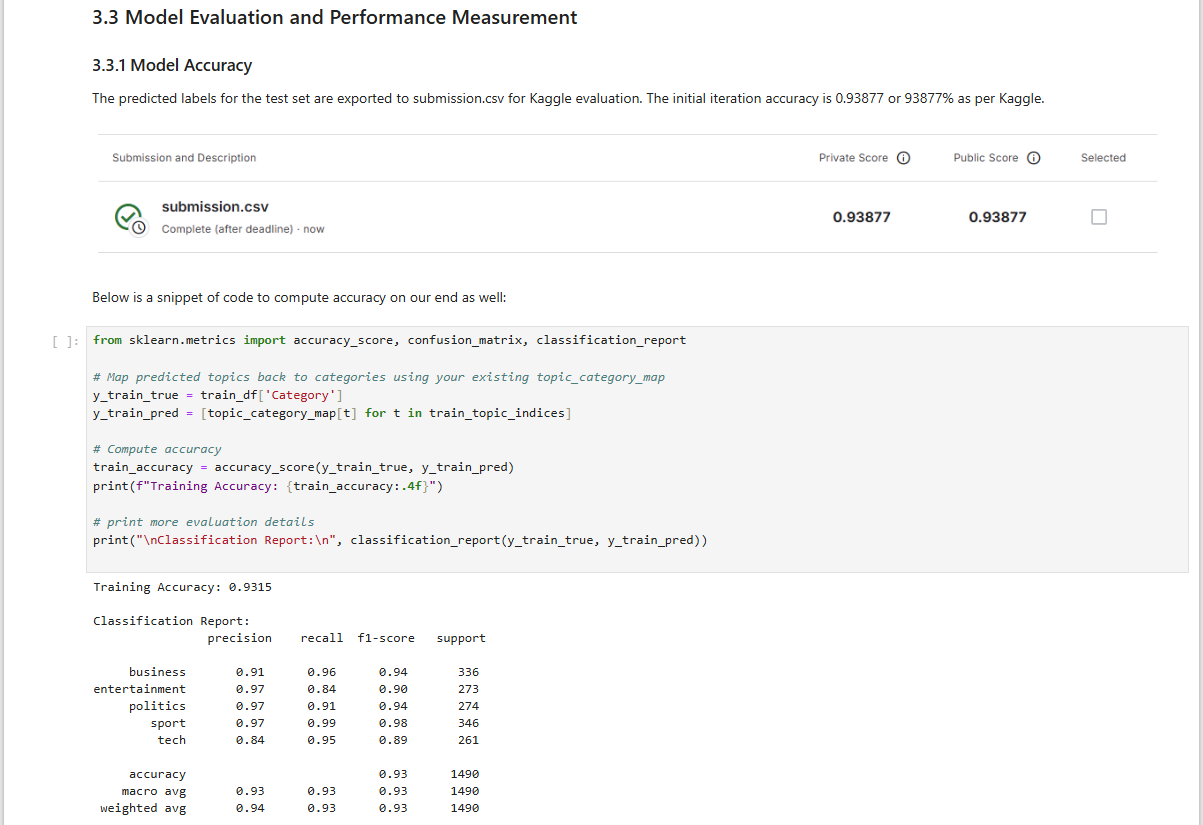 3.3 Model Evaluation and Performance Measurement
3.3.1 Model Accuracy
The predicted labels for the test set are exported to submission.csv for Kaggle evaluation. The initial iteration accuracy is 0.93877 or 93877% as per Kaggle.
Submission and Description Private Score Public Score Selected
submission.csv 0.93877 0.93877
Complete (after deadline) · now
Below is a snippet of code to compute accuracy on our end as well:
[ ]: from sklearn.metrics import accuracy_score, confusion_matrix, classification_report
# Map predicted topics back to categories using your existing topic_category_map
y_train_true = train_df['Category']
y_train_pred = [topic_category_map[t] for t in train_topic_indices]
# Compute accuracy
train_accuracy = accuracy_score(y_train_true, y_train_pred)
print(f"Training Accuracy: {train_accuracy:.4f}")
# print more evaluation details
print("\nClassification Report:\n", classification_report(y_train_true, y_train_pred))
Training Accuracy: 0.9315
Classification Report:
precision recall f1-score support
business 0.91 0.96 0.94 336
entertainment 0.97 0.84 0.90 273
politics 0.97 0.91 0.94 274
sport 0.97 0.99 0.98 346
tech 0.84 0.95 0.89 261
accuracy 0.93 1490
macro avg 0.93 0.93 0.93 1490
weighted avg 0.94 0.93 0.93 1490